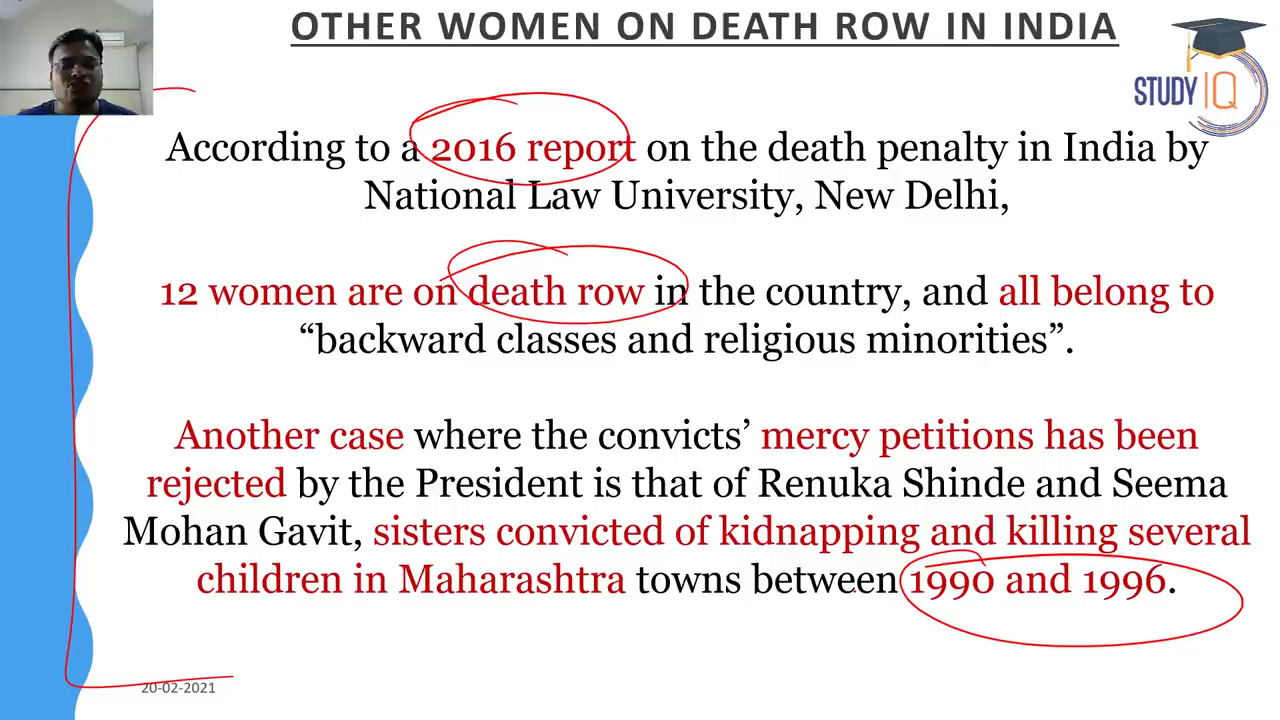 OTHER WOMEN ON DEATH ROW IN INDIA
STUDY IQ
According to a 2016 report on the death penalty in India by
National Law University, New Delhi,
12 women are on death row in the country, and all belong to
“backward classes and religious minorities”.
Another case where the convicts’ mercy petitions has been
rejected by the President is that of Renuka Shinde and Seema
Mohan Gavit, sisters convicted of kidnapping and killing several
children in Maharashtra towns between 1990 and 1996.
20-02-2021